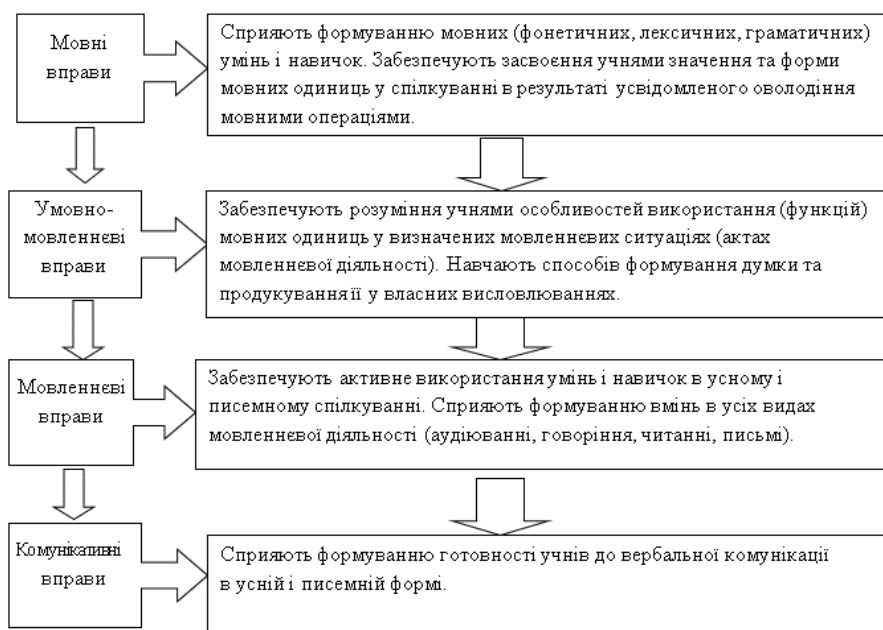 Мовні
вправи
Сприяють формуванню мовних (фонетичних, лексичних, граматичних)
умінь і навичок. Забезпечують засвоєння учнями значення та форми
мовних одиниць у спілкуванні в результаті усвідомленого оволодіння
мовними операціями.
Умовно-
мовленнєві
вправи
Забезпечують розуміння учнями особливостей використання (функцій)
мовних одиниць у визначених мовленнєвих ситуаціях (актах
мовленнєвої діяльності). Навчають способів формування думки та
продукування її у власних висловлюваннях.
Мовленнєві
вправи
Забезпечують активне використання умінь і навичок в усному і
писемному спілкуванні. Сприяють формуванню вмінь в усіх видах
мовленнєвої діяльності (аудіюванні, говоріння, читанні, письмі).
Комунікативні
вправи
Сприяють формуванню готовності учнів до вербальної комунікації
в усній і писемній формі.